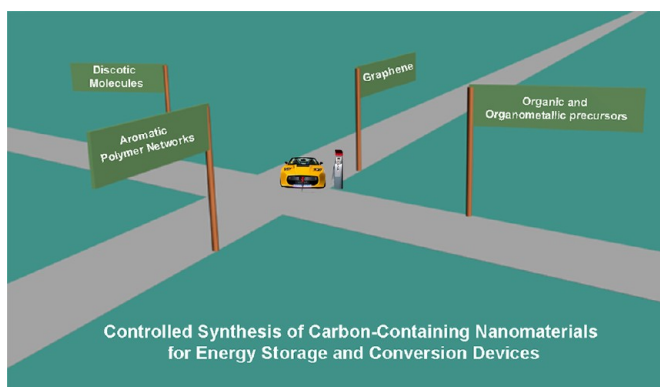 Discotic
Molecules
Graphene
Aromatic
Polymer Networks
Organic and
Organometallic precursors
Controlled Synthesis of Carbon-Containing Nanomaterials
for Energy Storage and Conversion Devices